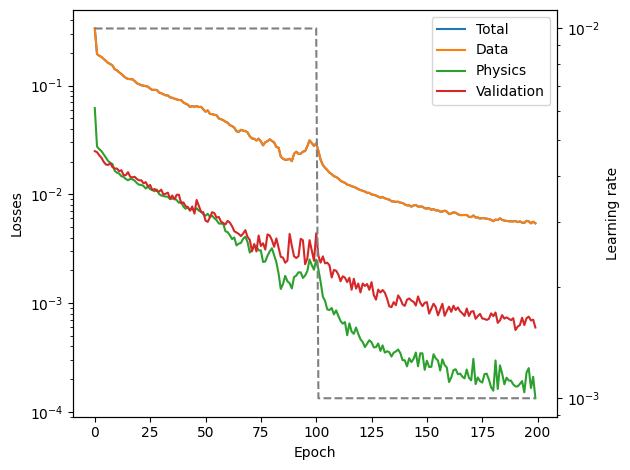 Total
Data
Physics
Validation
Losses
10⁻¹
10⁻²
10⁻³
10⁻⁴
10⁻²
10⁻³
Learning rate
0 25 50 75 100 125 150 175 200
Epoch